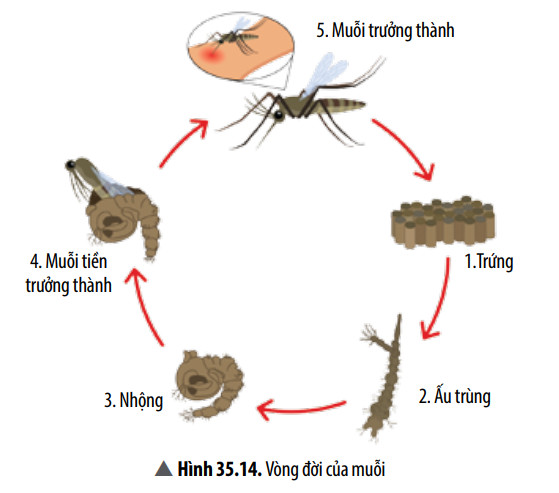 5. Muỗi trưởng thành
1.Trứng
2. Ấu trùng
3. Nhộng
4. Muỗi tiền
trưởng thành
▲ Hình 35.14. Vòng đời của muỗi